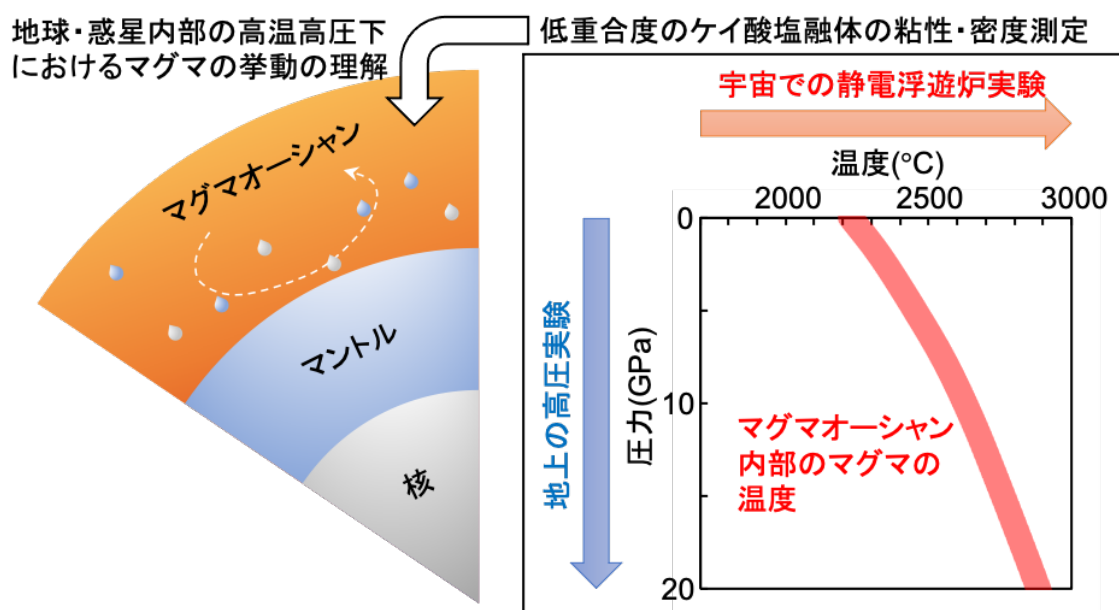 地球・惑星内部の高温高圧下
におけるマグマの挙動の理解
低重合度のケイ酸塩融体の粘性・密度測定
マグマオーシャン
マントル
核
宇宙での静電浮遊炉実験
温度(°C)
2000 2500 3000
地上の高圧実験
圧力(GPa)
0
10
20
マグマオーシャン
内部のマグマの
温度